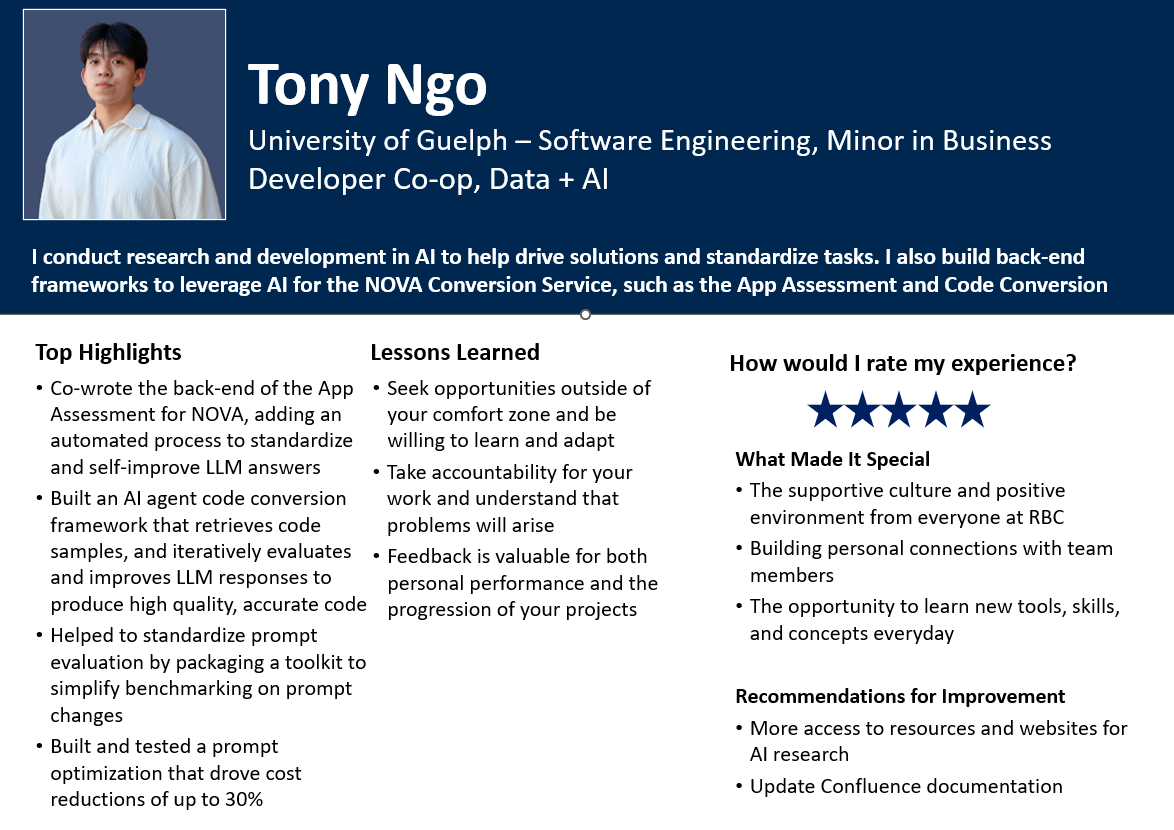 Tony Ngo
University of Guelph – Software Engineering, Minor in Business
Developer Co-op, Data + AI
I conduct research and development in AI to help drive solutions and standardize tasks. I also build back-end
frameworks to leverage AI for the NOVA Conversion Service, such as the App Assessment and Code Conversion
Top Highlights
• Co-wrote the back-end of the App
Assessment for NOVA, adding an
automated process to standardize
and self-improve LLM answers
• Built an AI agent code conversion
framework that retrieves code
samples, and iteratively evaluates
and improves LLM responses to
produce high quality, accurate code
• Helped to standardize prompt
evaluation by packaging a toolkit to
simplify benchmarking on prompt
changes
• Built and tested a prompt
optimization that drove cost
reductions of up to 30%
Lessons Learned
• Seek opportunities outside of
your comfort zone and be
willing to learn and adapt
• Take accountability for your
work and understand that
problems will arise
• Feedback is valuable for both
personal performance and the
progression of your projects
How would I rate my experience?
★★★★★
What Made It Special
• The supportive culture and positive
environment from everyone at RBC
• Building personal connections with team
members
• The opportunity to learn new tools, skills,
and concepts everyday
Recommendations for Improvement
• More access to resources and websites for
AI research
• Update Confluence documentation